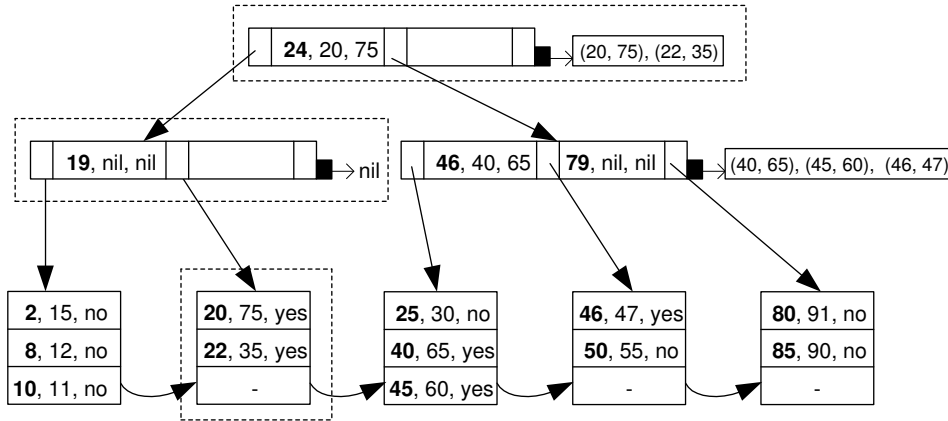 24, 20, 75
(20, 75), (22, 35)
19, nil, nil
nil
46, 40, 65
79, nil, nil
(40, 65), (45, 60), (46, 47)
2, 15, no
8, 12, no
10, 11, no
20, 75, yes
22, 35, yes
-
25, 30, no
40, 65, yes
45, 60, yes
46, 47, yes
50, 55, no
-
80, 91, no
85, 90, no
-